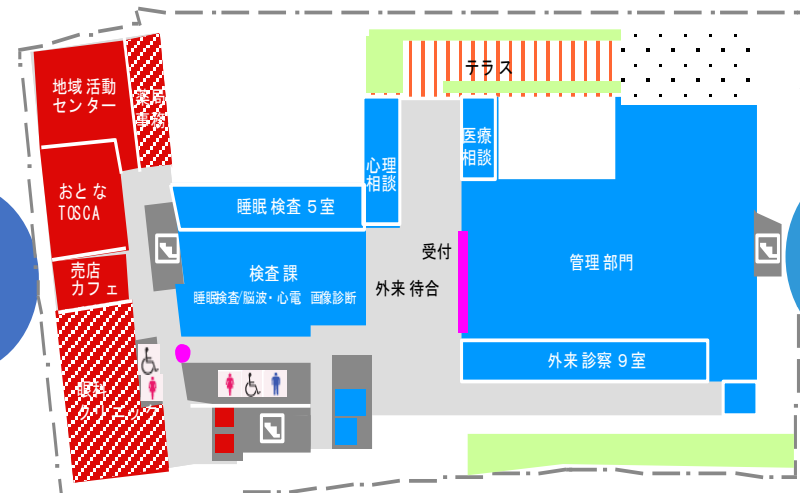 テラス
地域活動
センター
薬局
事務
医療
相談
心理
相談
おとな
TOSCA
睡眠検査5室
受付
売店
カフェ
検査課
睡眠検査/脳波・心電 画像診断
外来待合
管理部門
外来診察9室
眼科
クリニック